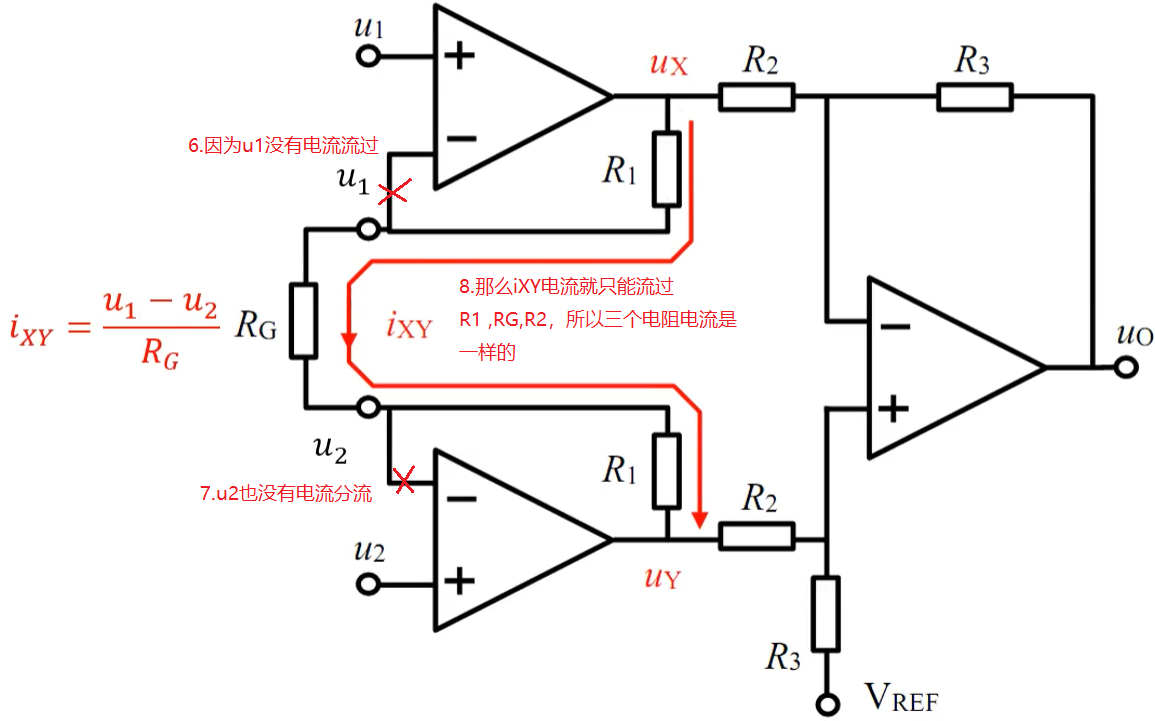 u1
uX
R2
R3
6.因为u1没有电流流过
u1
R1
iXY = (u1 − u2) / RG
RG
iXY
8.那么iXY电流就只能流过
R1 ,RG,R2，所以三个电阻电流是
一样的
uO
u2
7.u2也没有电流分流
R1
R2
u2
uY
R3
VREF